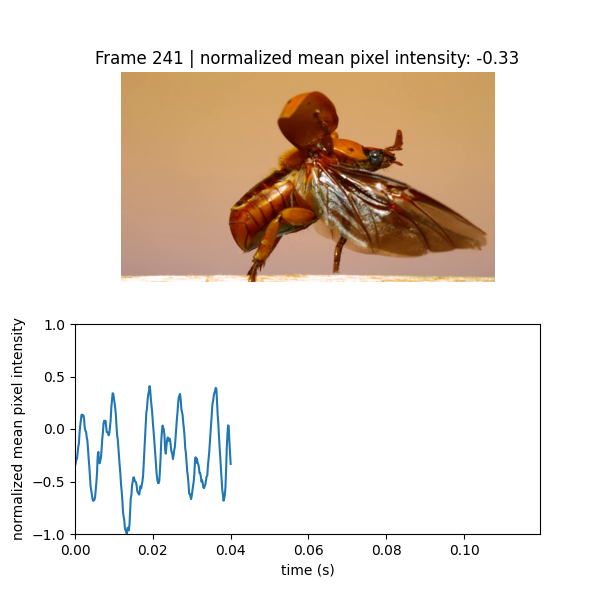 Frame 241 | normalized mean pixel intensity: -0.33
1.0
0.5
0.0
−0.5
−1.0
normalized mean pixel intensity
0.00 0.02 0.04 0.06 0.08 0.10
time (s)